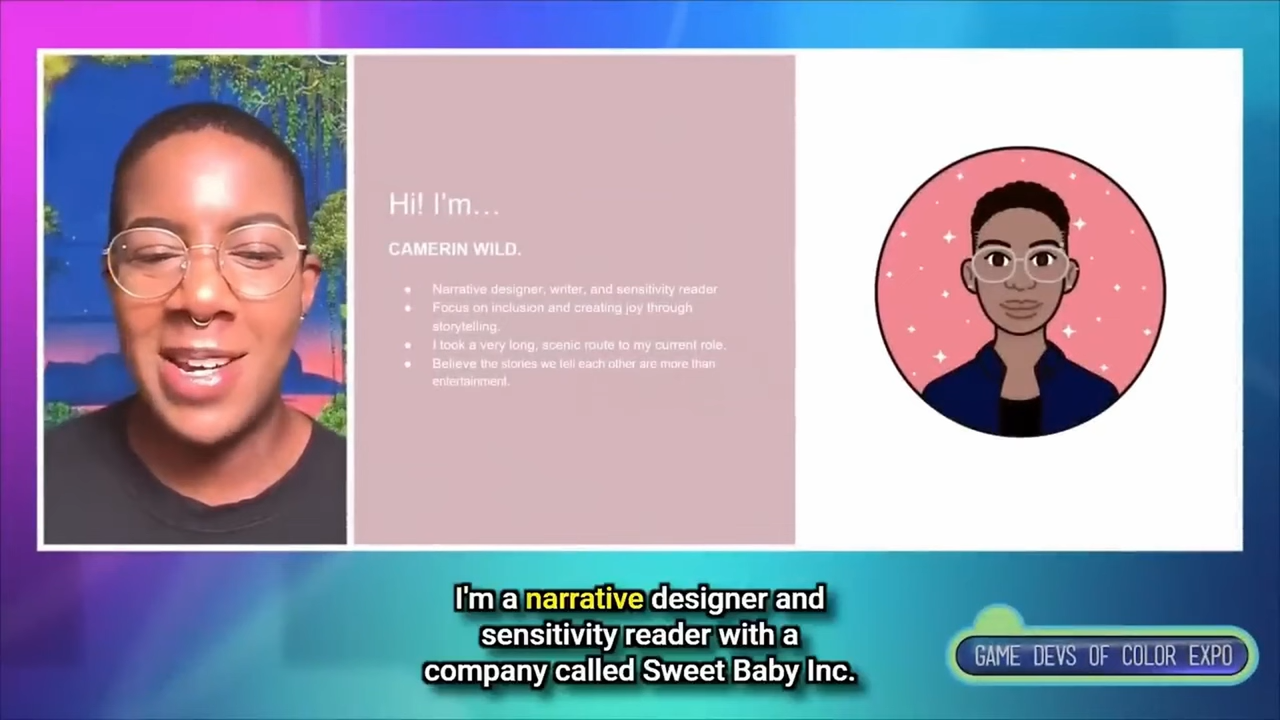 Hi! I'm...
CAMERIN WILD.
● Narrative designer, writer, and sensitivity reader
● Focus on inclusion and creating joy through
storytelling.
● I took a very long, scenic route to my current role.
● Believe the stories we tell each other are more than
entertainment.
I'm a narrative designer and
sensitivity reader with a
company called Sweet Baby Inc.
GAME DEVS OF COLOR EXPO